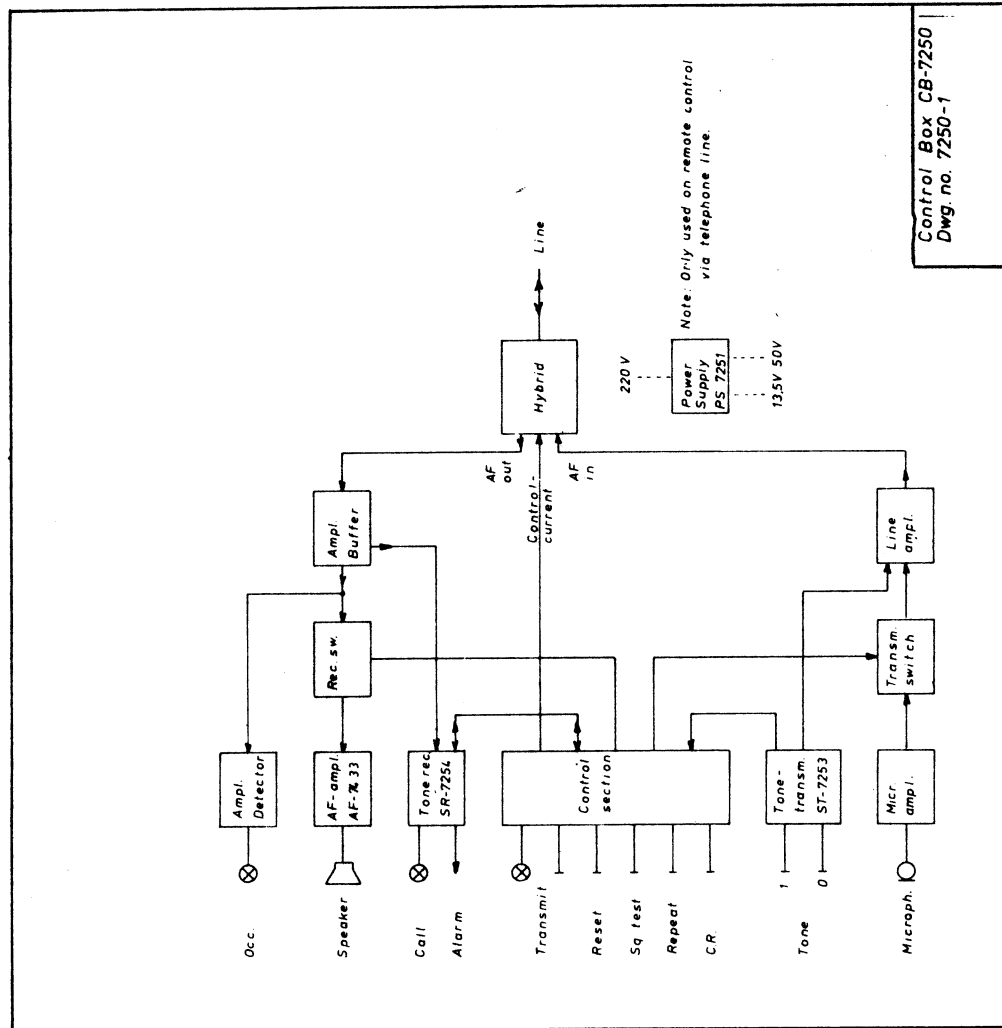 Control Box CB-7250
Dwg. no. 7250-1
Note: Only used on remote control
via telephone line.
Line
Hybrid
220 V
Power
Supply
PS 7251
13,5V 50V
AF
out
Control-
current
AF
in
Ampl.
Buffer
Line
ampl.
Rec. sw.
Transm.
switch
Ampl.
Detector
AF-ampl.
Tone rec.
SR-7254
Control
section
Tone-
transm.
ST-7253
Micr.
ampl.
1
0
Occ.
Speaker
Call
Alarm
Transmit
Reset
Sq test
Repeat
C.R.
Tone
Microph.